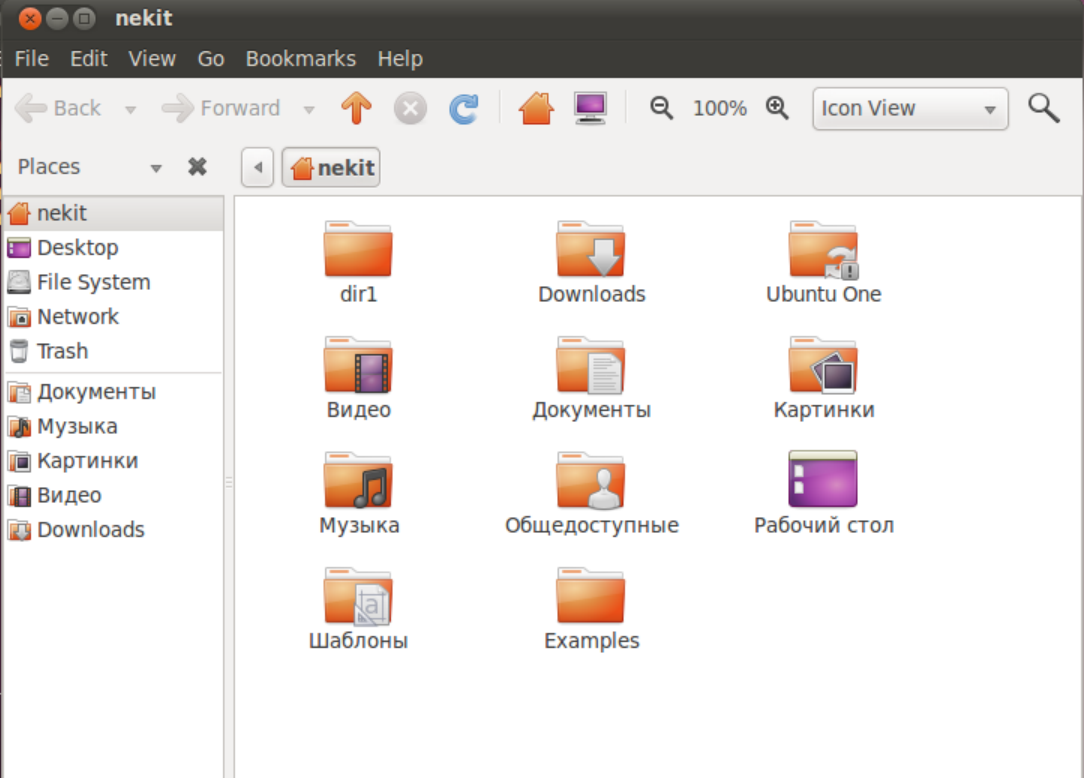 nekit
File Edit View Go Bookmarks Help
Back Forward 100% Icon View
Places nekit
nekit
Desktop
File System
Network
Trash
Документы
Музыка
Картинки
Видео
Downloads
dir1 Downloads Ubuntu One
Видео Документы Картинки
Музыка Общедоступные Рабочий стол
Шаблоны Examples